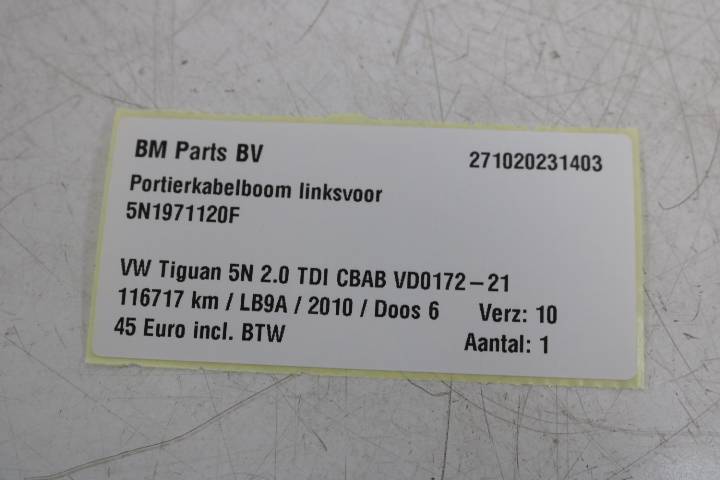 BM Parts BV 271020231403
Portierkabelboom linksvoor
5N1971120F
VW Tiguan 5N 2.0 TDI CBAB VD0172-21
116717 km / LB9A / 2010 / Doos 6 Verz: 10
45 Euro incl. BTW Aantal: 1